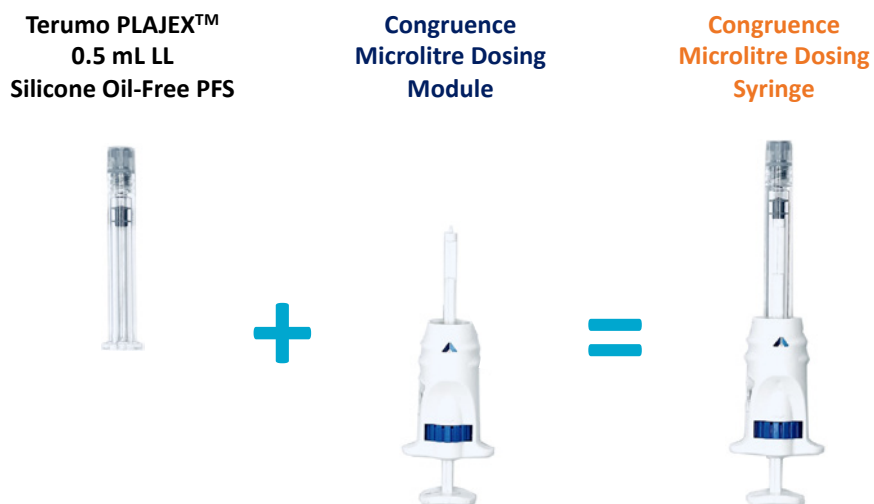 Terumo PLAJEX™
0.5 mL LL
Silicone Oil-Free PFS
Congruence
Microlitre Dosing
Module
Congruence
Microlitre Dosing
Syringe
+
=